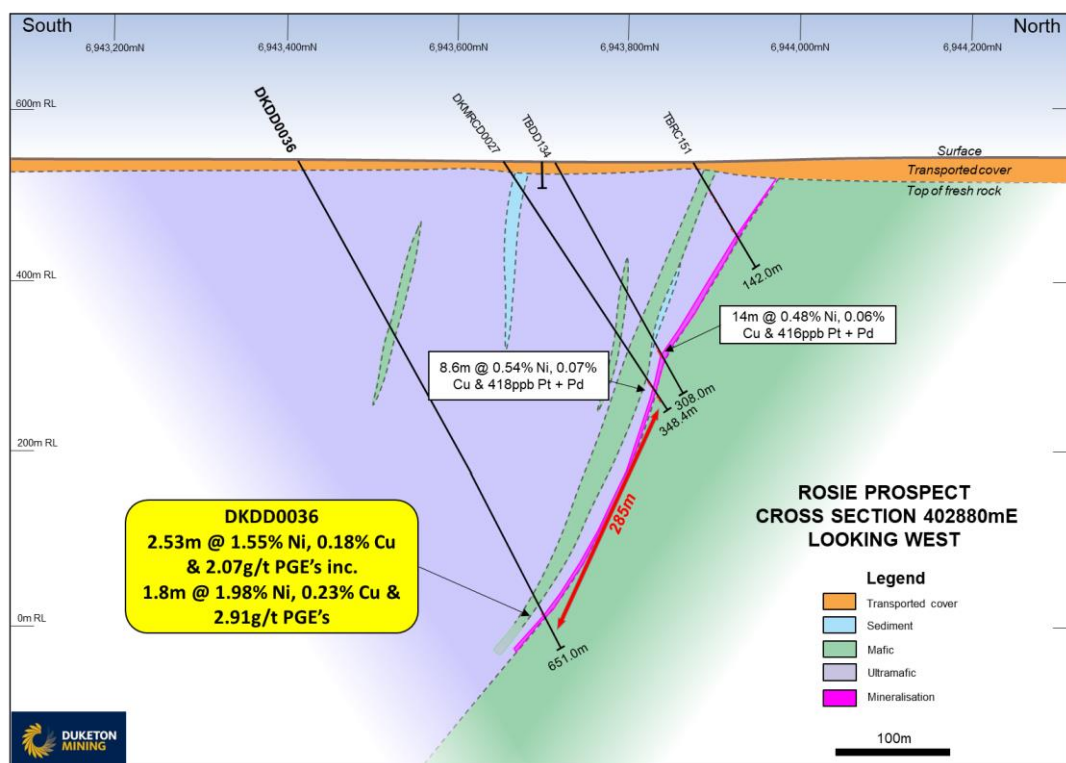 South
North
6,943,200mN
6,943,400mN
6,943,600mN
6,943,800mN
6,944,000mN
6,944,200mN
600m RL
DKDD0036
DKMRCD0027
TBDD134
TBRC151
Surface
Transported cover
Top of fresh rock
400m RL
142.0m
14m @ 0.48% Ni, 0.06%
Cu & 416ppb Pt + Pd
8.6m @ 0.54% Ni, 0.07%
Cu & 418ppb Pt + Pd
308.0m
348.4m
200m RL
285m
ROSIE PROSPECT
CROSS SECTION 402880mE
LOOKING WEST
DKDD0036
2.53m @ 1.55% Ni, 0.18% Cu
& 2.07g/t PGE’s inc.
1.8m @ 1.98% Ni, 0.23% Cu &
2.91g/t PGE’s
0m RL
651.0m
Legend
Transported cover
Sediment
Mafic
Ultramafic
Mineralisation
100m
DUKETON
MINING